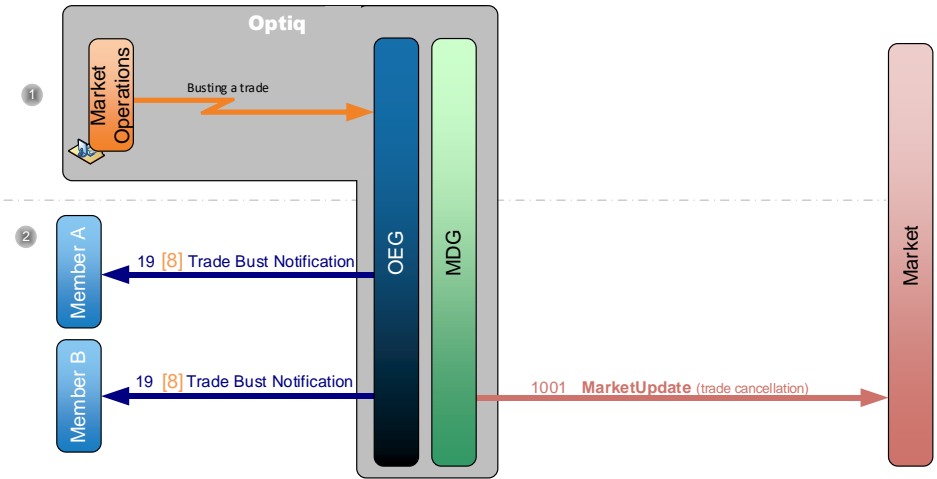 Optiq
1
Market
Operations
Busting a trade
2
Member A
19 [8] Trade Bust Notification
OEG
MDG
Market
Member B
19 [8] Trade Bust Notification
1001 MarketUpdate (trade cancellation)